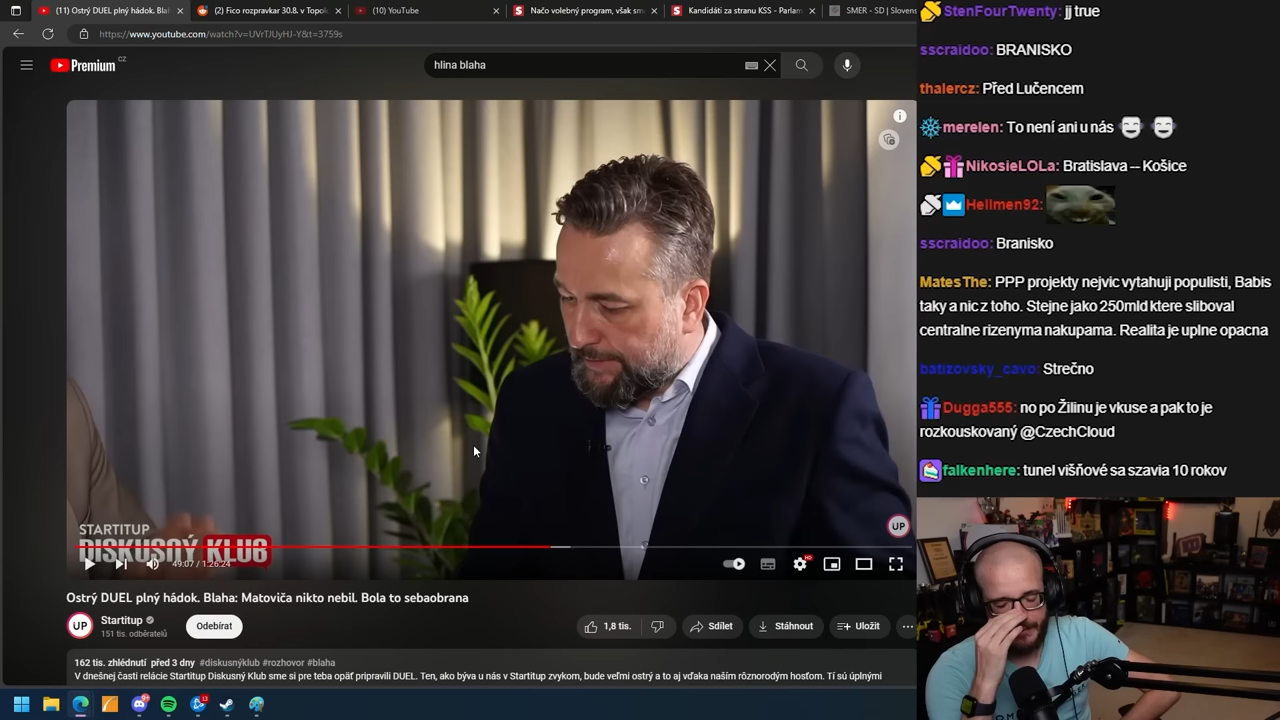 (11) Ostrý DUEL plný hádok. Blah
(2) Fico rozpravkar 30.8. v Topoľ
(10) YouTube
Načo volebný program, však sm
Kandidáti za stranu KSS - Parlam
SMER - SD | Slovens
https://www.youtube.com/watch?v=UVrTJUyHJ-Y&t=3759s
Premium CZ
hlina blaha
STARTITUP
DISKUSNÝ KLUB
UP
49:07 / 1:26:24
HD
Ostrý DUEL plný hádok. Blaha: Matoviča nikto nebil. Bola to sebaobrana
UP
Startitup
151 tis. odběratelů
Odebírat
1,8 tis.
Sdílet
Stáhnout
Uložit
162 tis. zhlédnutí před 3 dny #diskusnýklub #rozhovor #blaha
V dnešnej časti relácie Startitup Diskusný Klub sme si pre teba opäť pripravili DUEL. Ten, ako býva u nás v Startitup zvykom, bude veľmi ostrý a to aj vďaka našim rôznorodým hosťom. Tí sú úplnými
StenFourTwenty: jj true
sscraidoo: BRANISKO
thalercz: Před Lučencem
merelen: To není ani u nás
NikosieLOLa: Bratislava -- Košice
Hellmen92:
sscraidoo: Branisko
MatesThe: PPP projekty nejvic vytahuji populisti, Babis
taky a nic z toho. Stejne jako 250mld ktere sliboval
centralne rizenyma nakupama. Realita je uplne opacna
batizovsky_cavo: Strečno
Dugga555: no po Žilinu je vkuse a pak to je
rozkouskovaný @CzechCloud
falkenhere: tunel višňové sa szavia 10 rokov